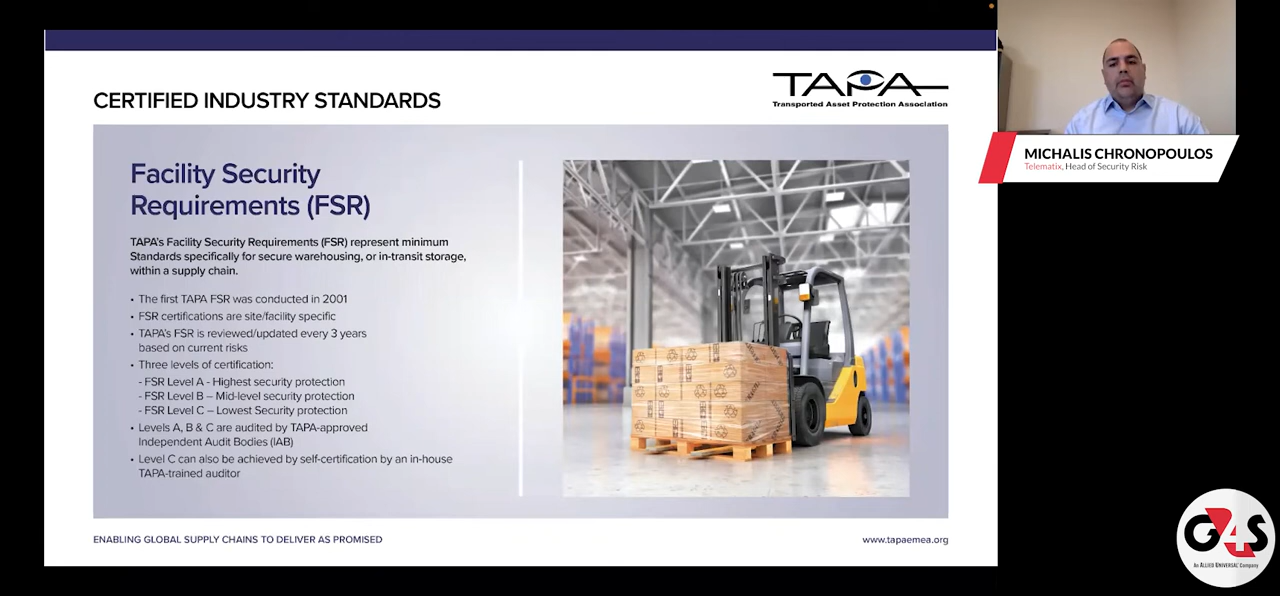 CERTIFIED INDUSTRY STANDARDS
TAPA
Transported Asset Protection Association
Facility Security
Requirements (FSR)
TAPA's Facility Security Requirements (FSR) represent minimum
Standards specifically for secure warehousing, or in-transit storage,
within a supply chain.
• The first TAPA FSR was conducted in 2001
• FSR certifications are site/facility specific
• TAPA's FSR is reviewed/updated every 3 years
based on current risks
• Three levels of certification:
- FSR Level A - Highest security protection
- FSR Level B – Mid-level security protection
- FSR Level C – Lowest Security protection
• Levels A, B & C are audited by TAPA-approved
Independent Audit Bodies (IAB)
• Level C can also be achieved by self-certification by an in-house
TAPA-trained auditor
ENABLING GLOBAL SUPPLY CHAINS TO DELIVER AS PROMISED
www.tapaemea.org
MICHALIS CHRONOPOULOS
Telematix, Head of Security Risk
G4S
An ALLIED UNIVERSAL Company